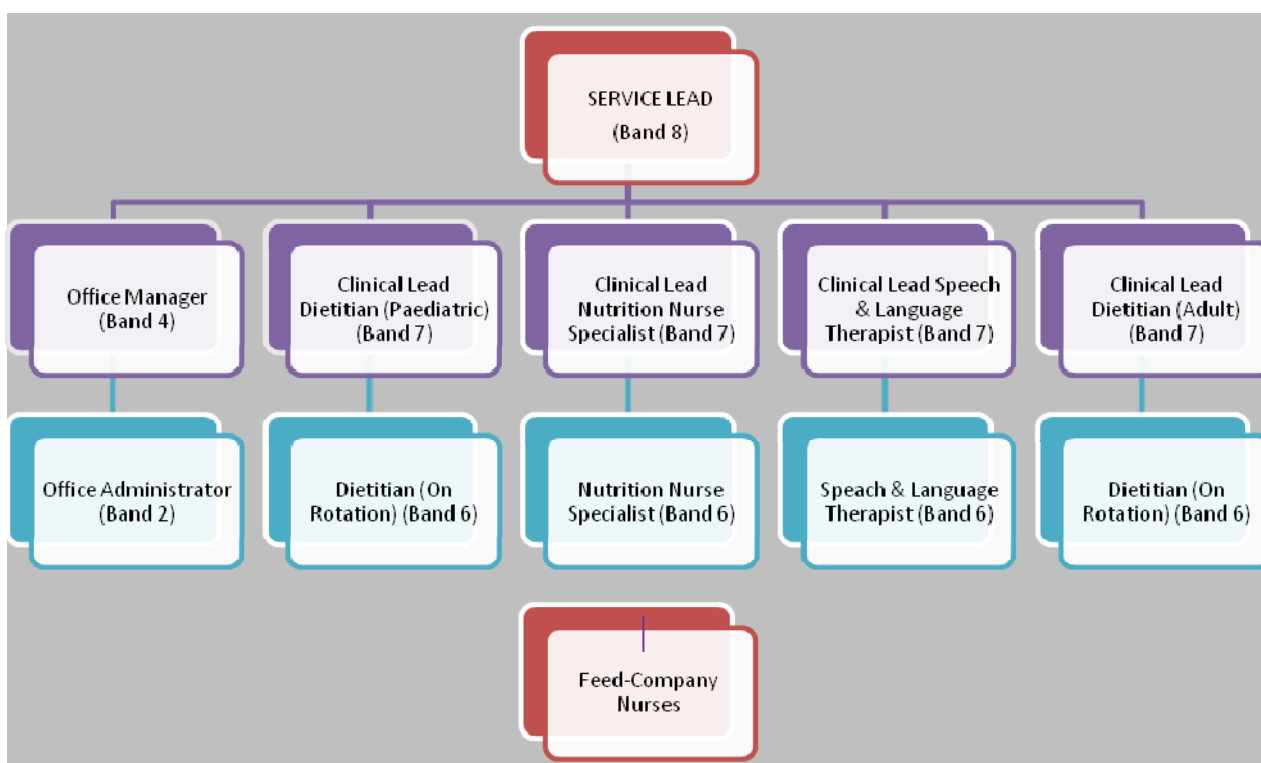 SERVICE LEAD
(Band 8)
Office Manager
(Band 4)
Clinical Lead
Dietitian (Paediatric)
(Band 7)
Clinical Lead
Nutrition Nurse
Specialist (Band 7)
Clinical Lead Speech
& Language
Therapist (Band 7)
Clinical Lead
Dietitian (Adult)
(Band 7)
Office Administrator
(Band 2)
Dietitian (On
Rotation) (Band 6)
Nutrition Nurse
Specialist (Band 6)
Speach & Language
Therapist (Band 6)
Dietitian (On
Rotation) (Band 6)
Feed-Company
Nurses